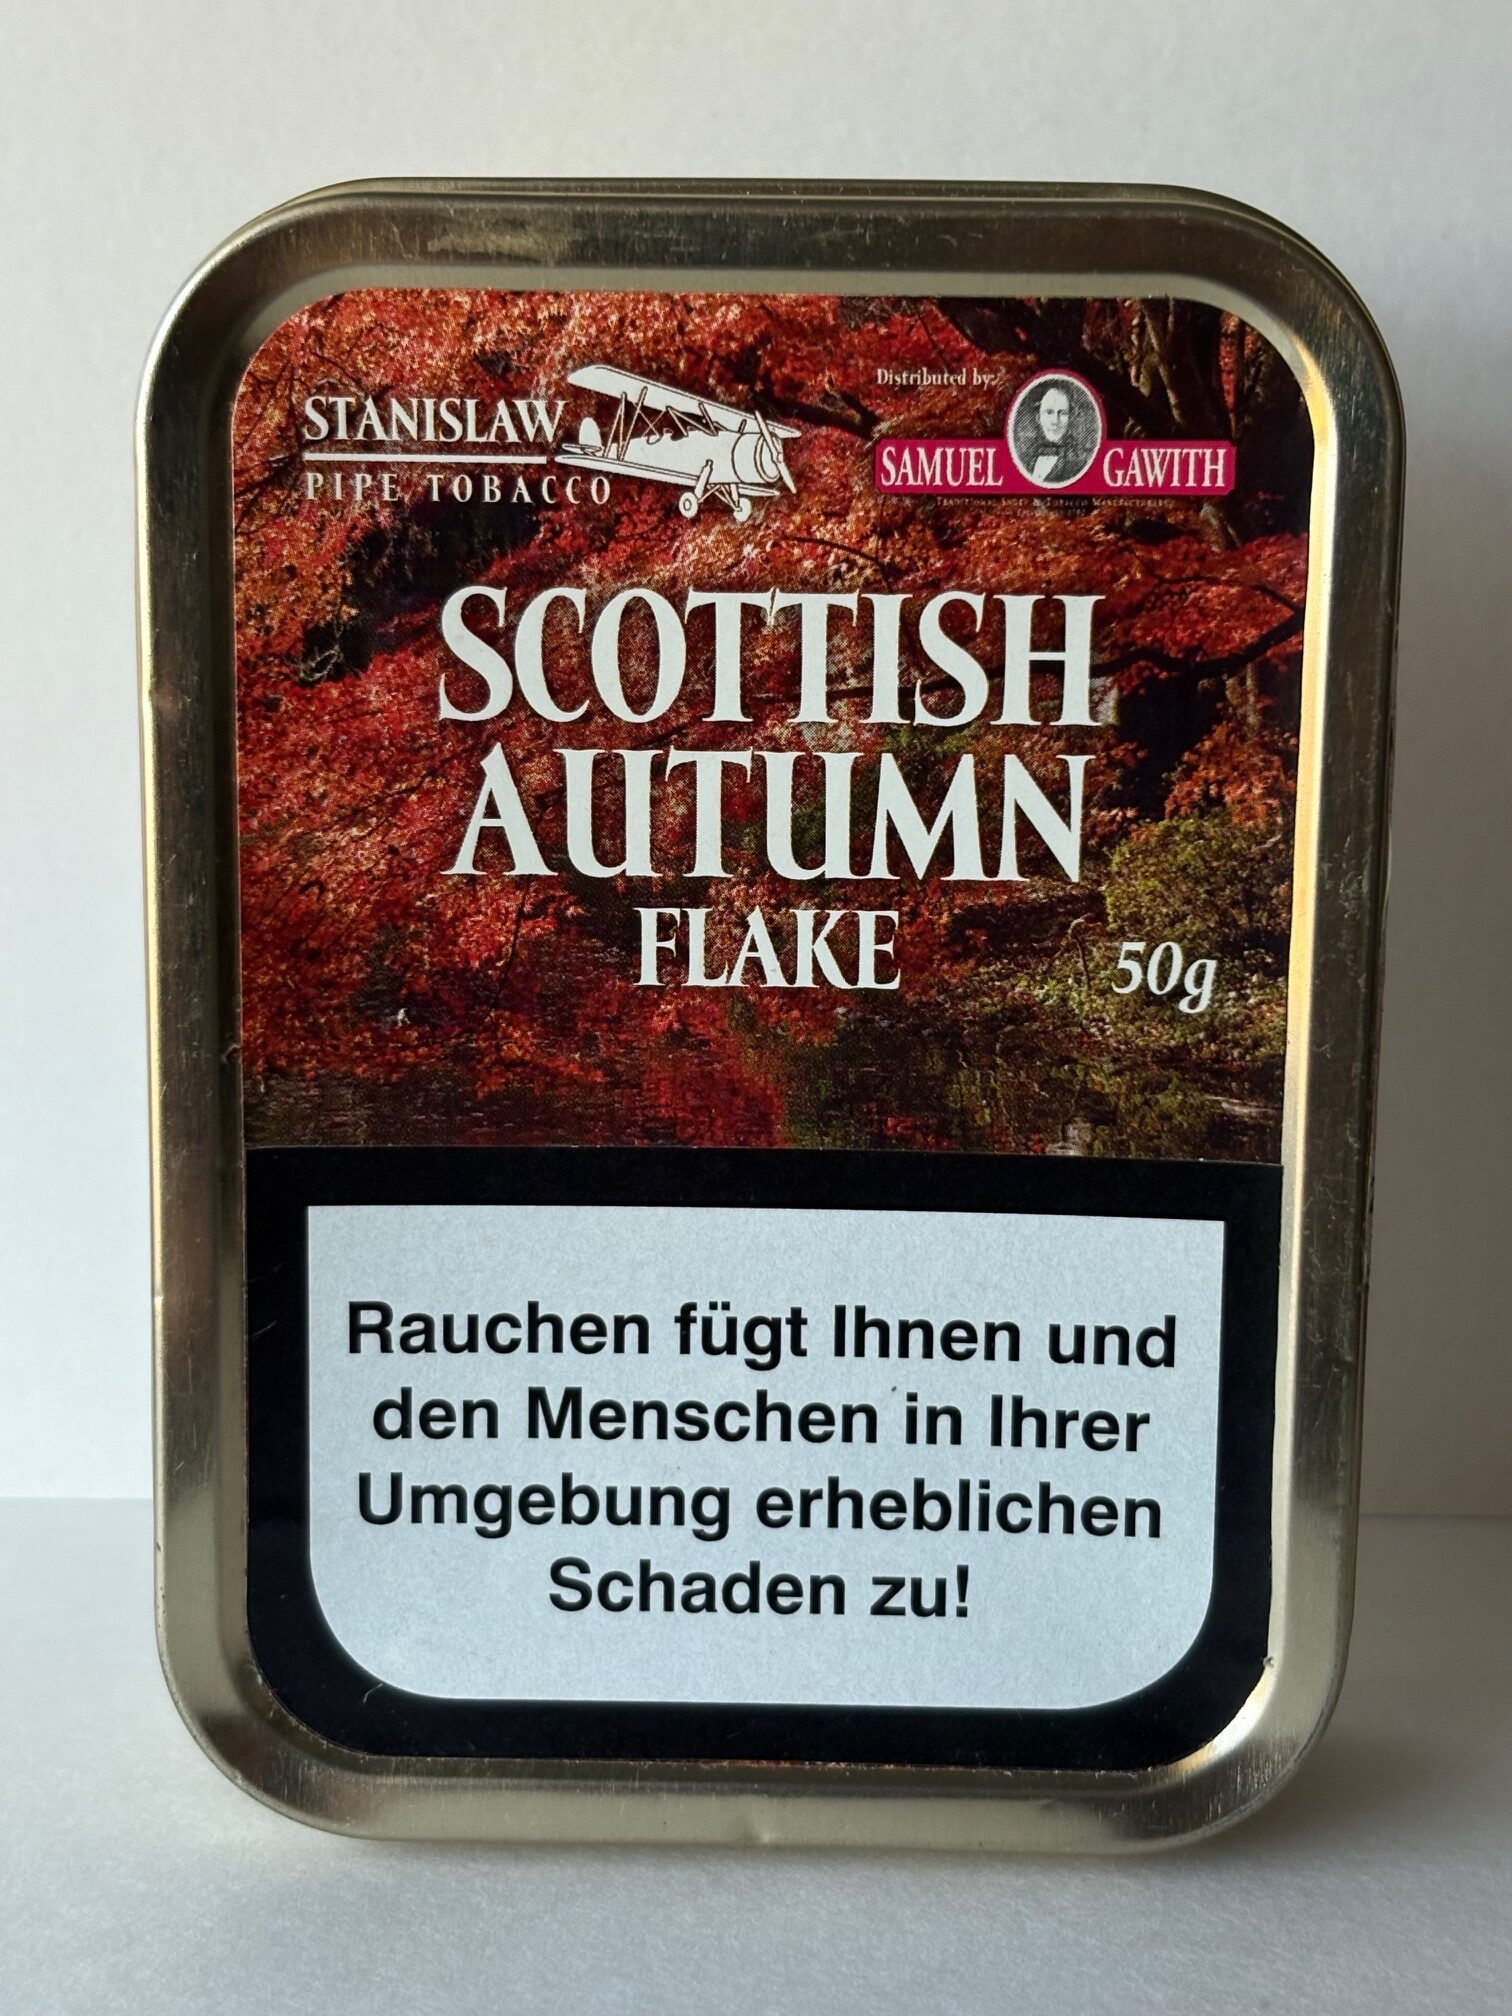 STANISLAW
PIPE TOBACCO
Distributed by:
SAMUEL GAWITH
SCOTTISH
AUTUMN
FLAKE
50g
Rauchen fügt Ihnen und
den Menschen in Ihrer
Umgebung erheblichen
Schaden zu!